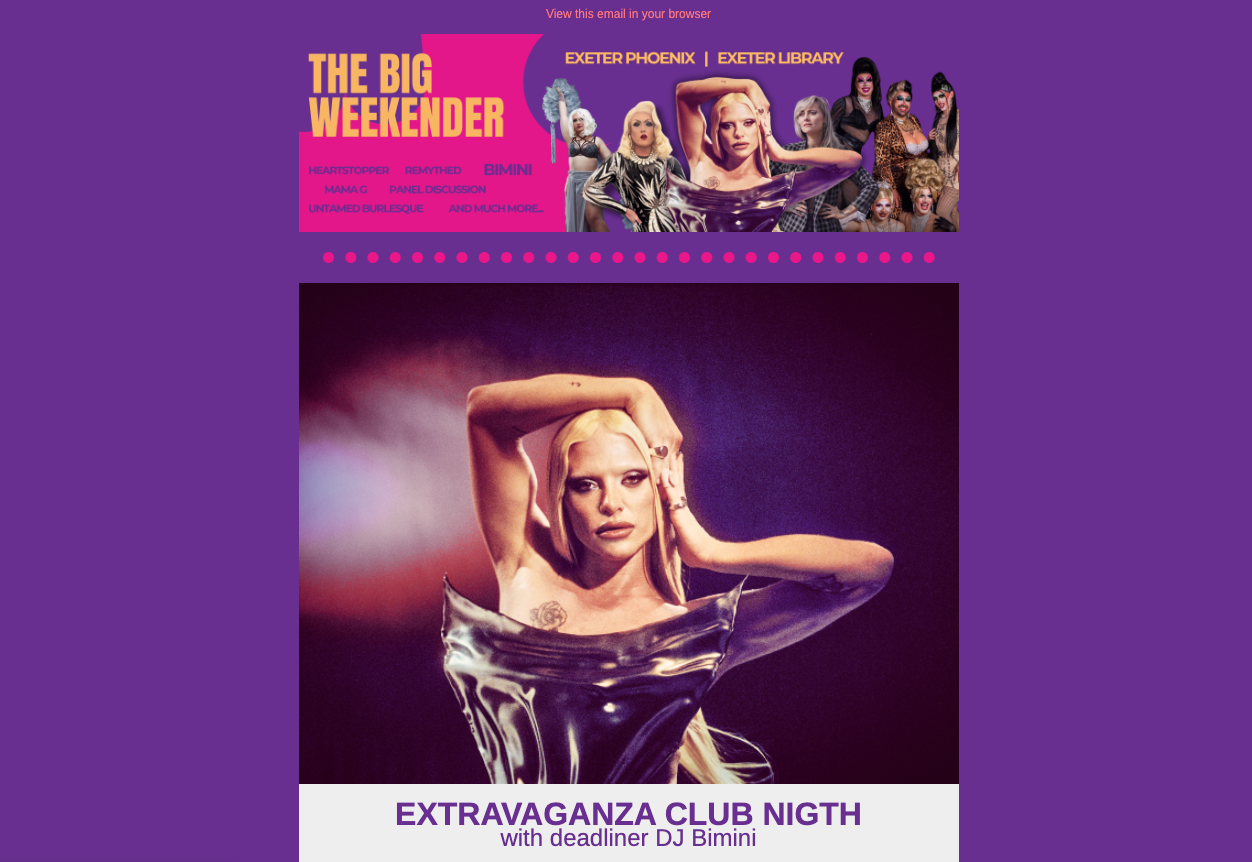 View this email in your browser
THE BIG
WEEKENDER
EXETER PHOENIX | EXETER LIBRARY
HEARTSTOPPER REMYTHED BIMINI
MAMA G PANEL DISCUSSION
UNTAMED BURLESQUE AND MUCH MORE...
EXTRAVAGANZA CLUB NIGTH
with deadliner DJ Bimini